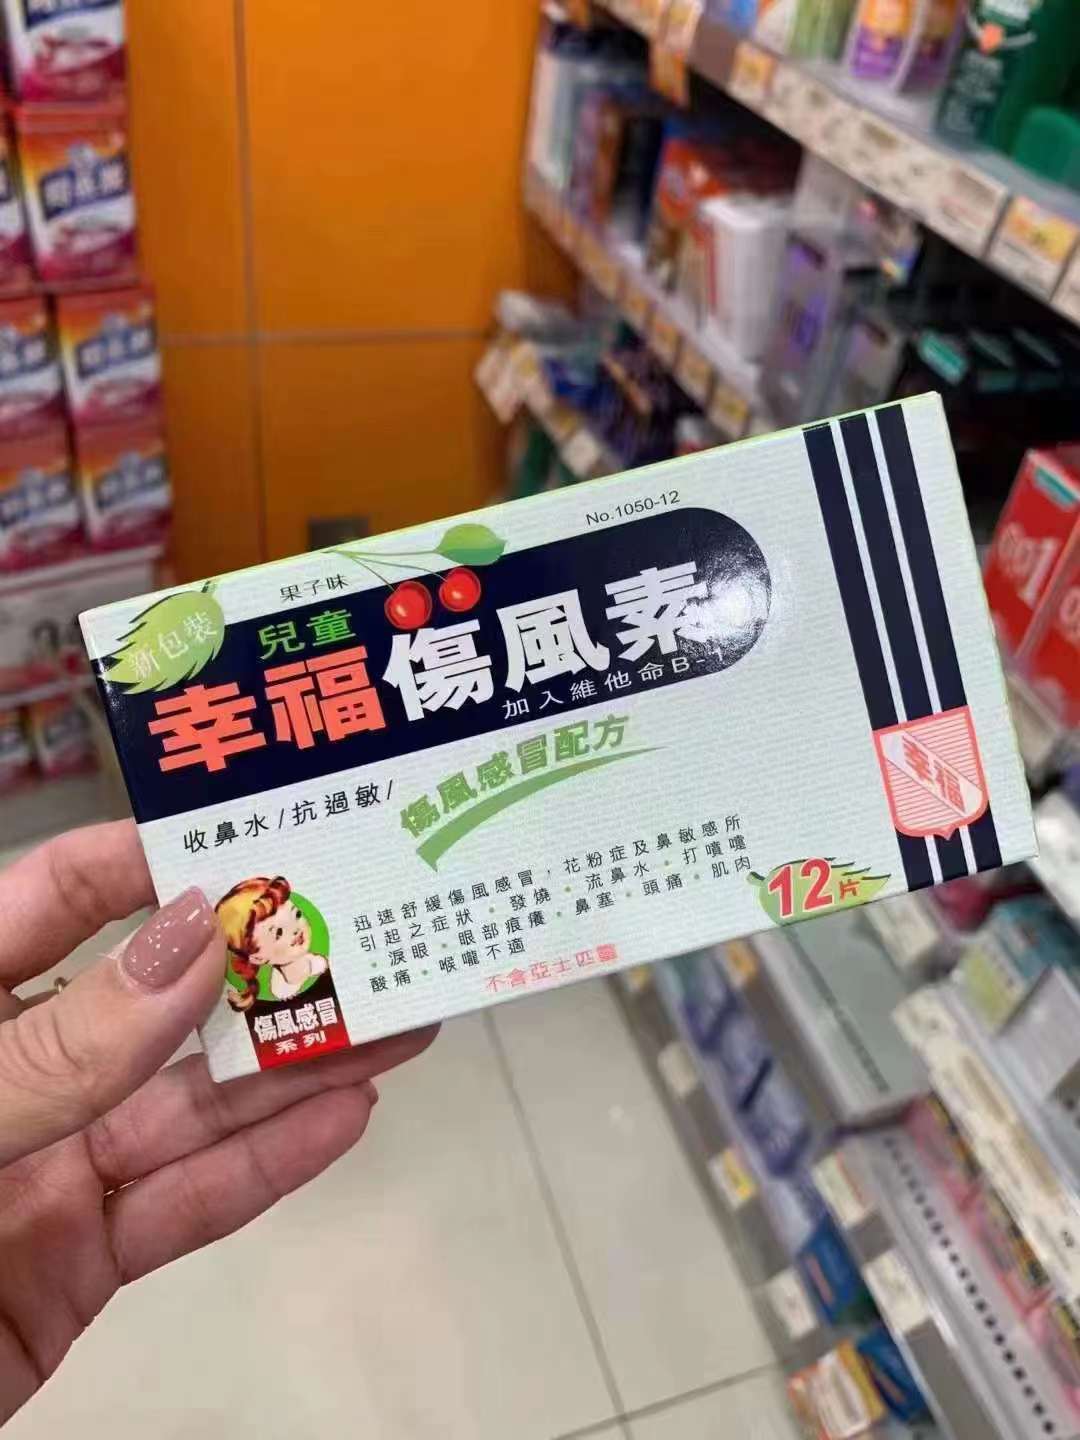 No.1050-12
果子味
新包裝
兒童
幸福傷風素
加入維他命B-1
傷風感冒配方
收鼻水/抗過敏/
迅速舒緩傷風感冒，花粉症及鼻敏感所
引起之症狀・發燒・流鼻水・打噴嚏
・淚眼・眼部痕癢・鼻塞・頭痛・肌肉
酸痛・喉嚨不適
不含亞士匹靈
12片
幸福
傷風感冒
系列